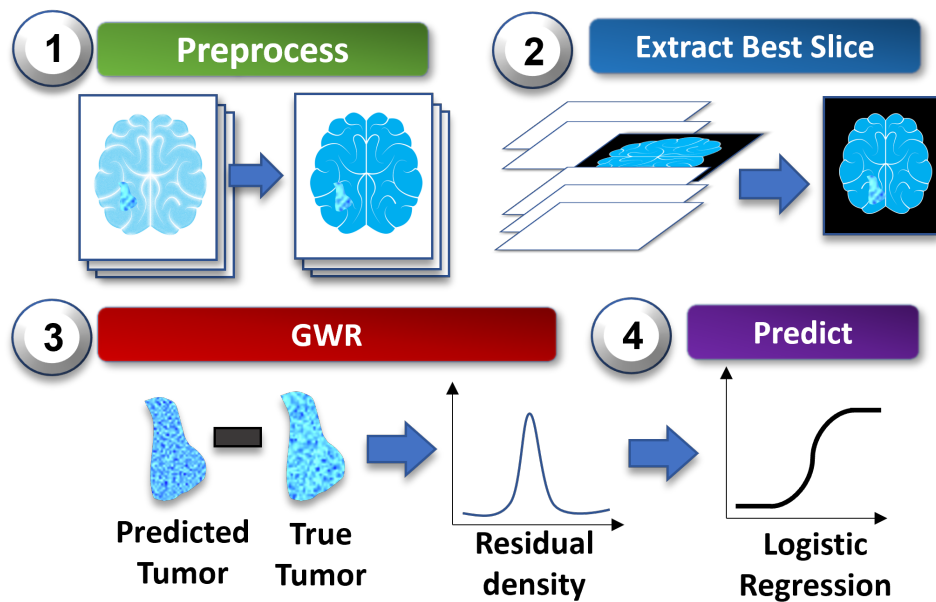 1
Preprocess
2
Extract Best Slice
3
GWR
4
Predict
Predicted
Tumor
True
Tumor
Residual
density
Logistic
Regression